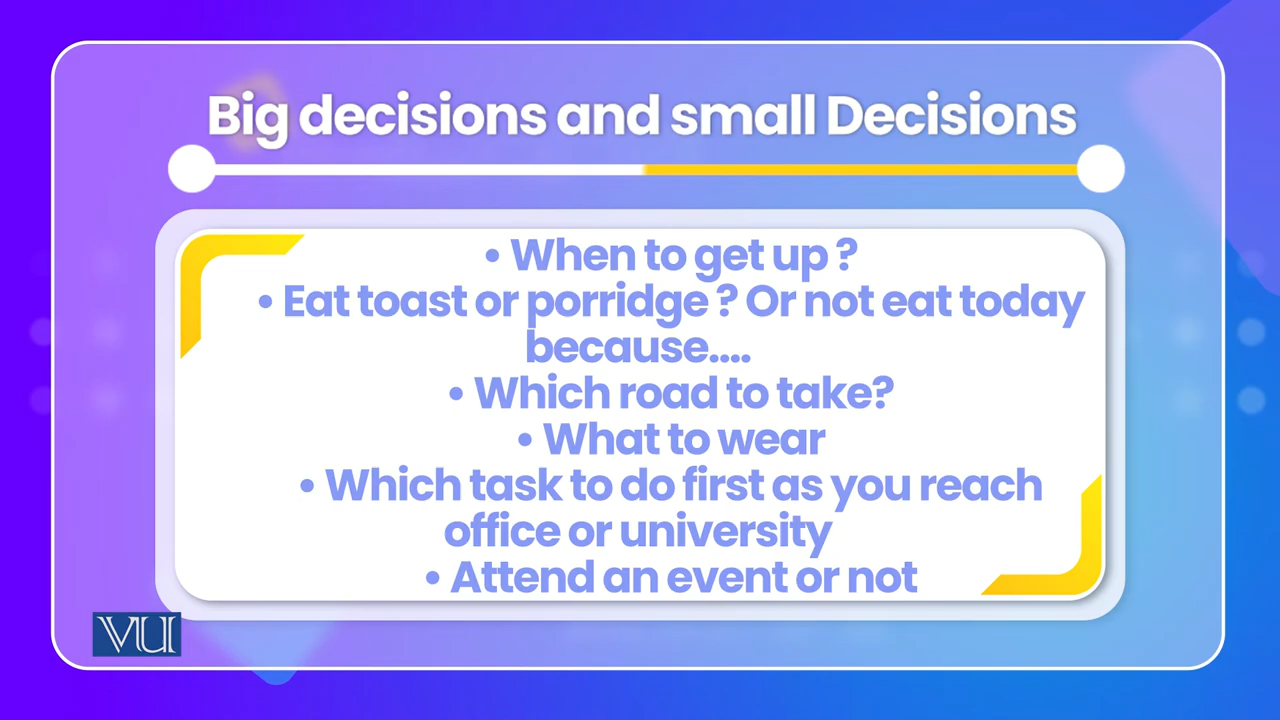 Big decisions and small Decisions
• When to get up ?
• Eat toast or porridge ? Or not eat today
because....
• Which road to take?
• What to wear
• Which task to do first as you reach
office or university
• Attend an event or not
VU